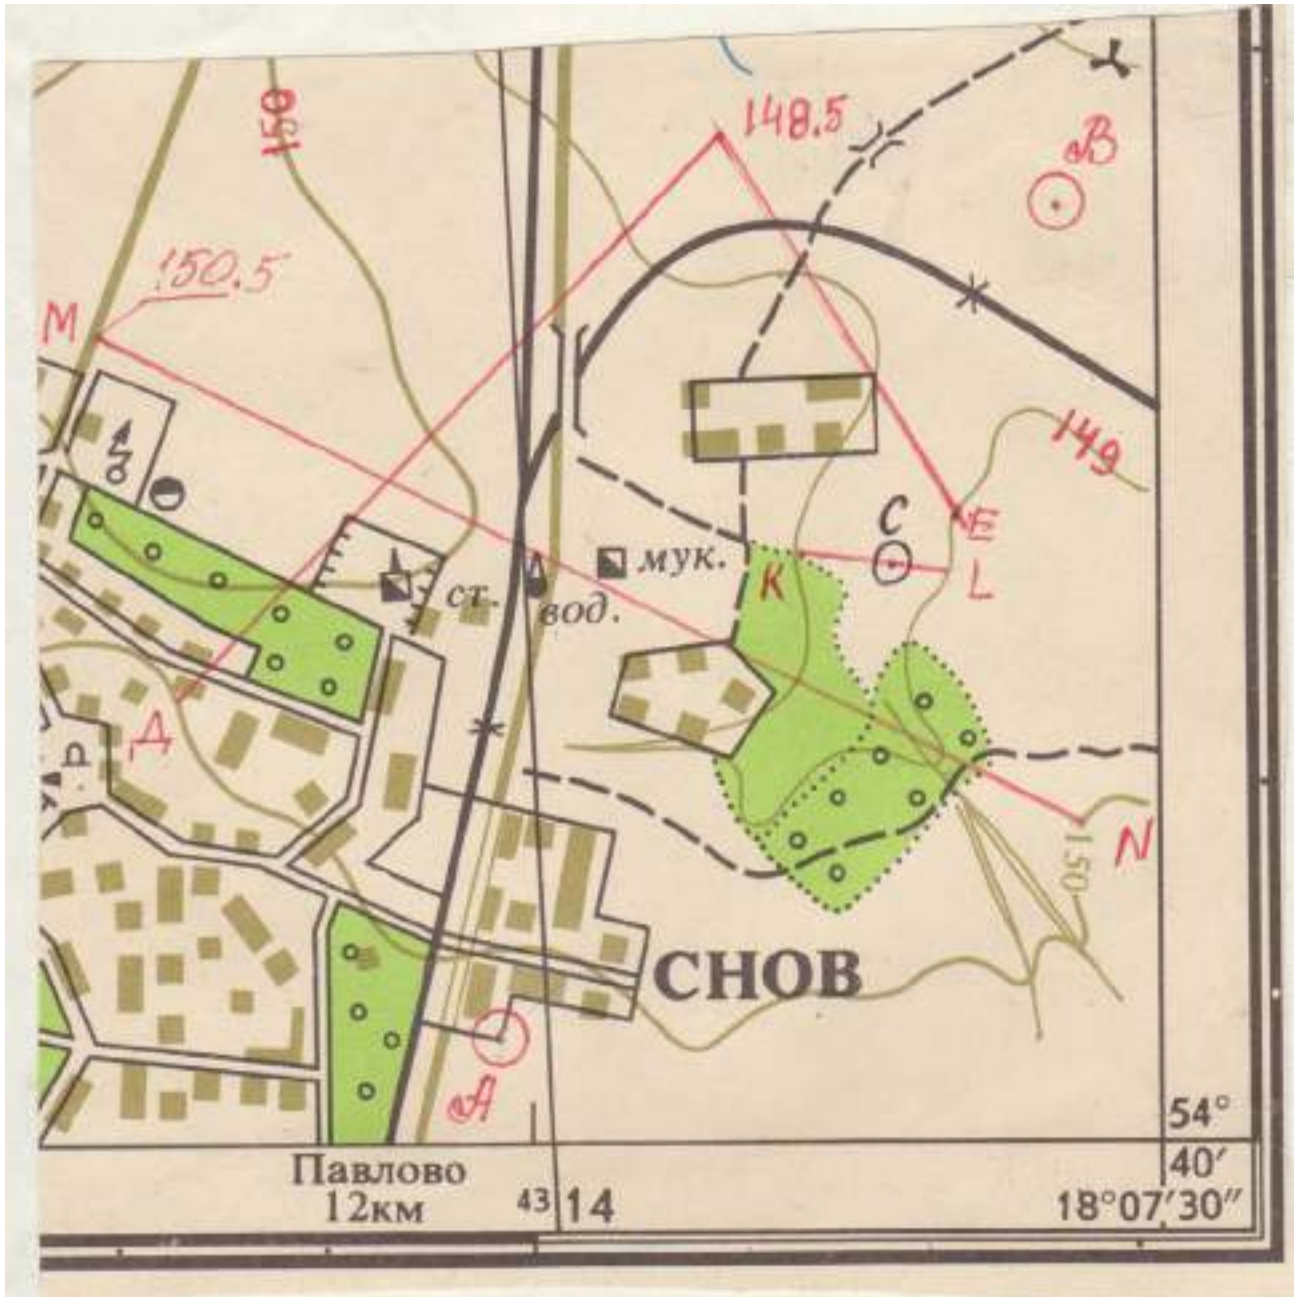 148.5
150
В
150.5
М
149
С
Е
мук.
К
L
ст.
вод.
Д
Р
N
150
СНОВ
А
54°
Павлово
40′
12км
43 14
18°07′30″